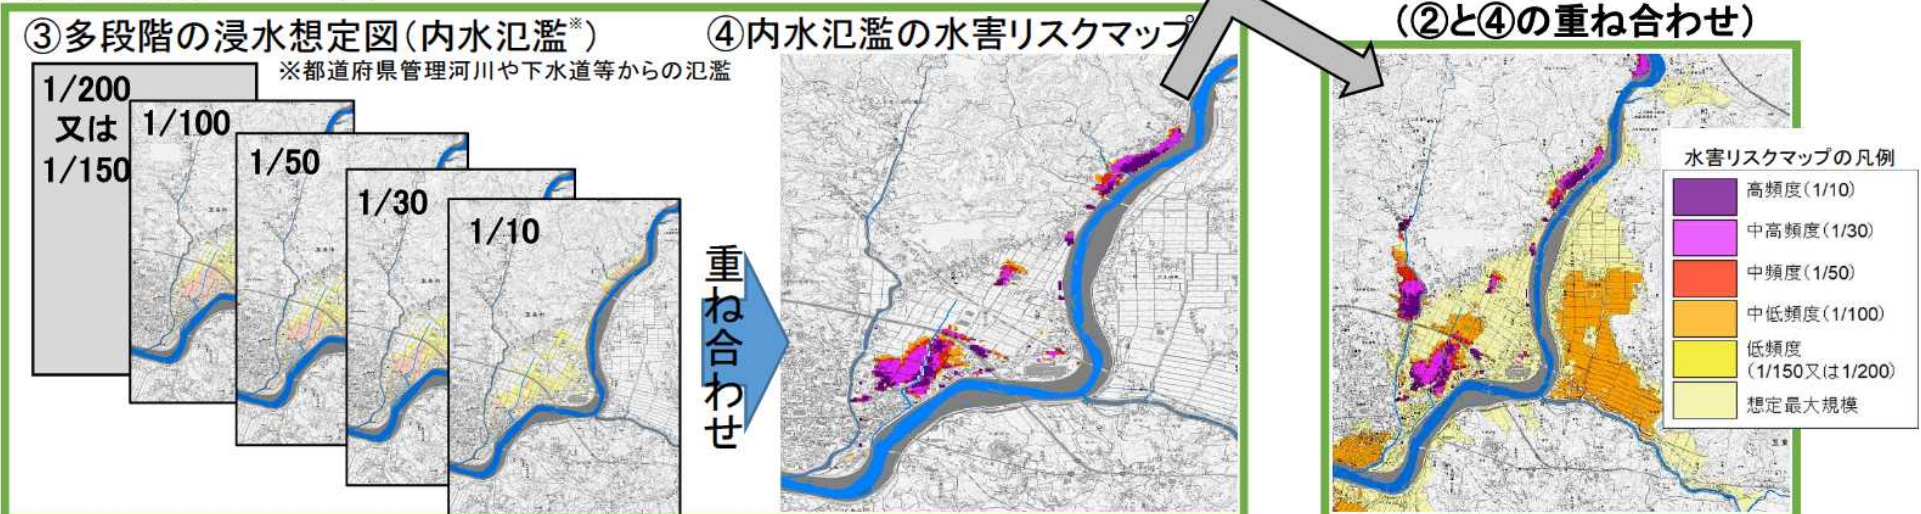 ③多段階の浸水想定図(内水氾濫※)
※都道府県管理河川や下水道等からの氾濫
1/200
又は
1/150
1/100
1/50
1/30
1/10
重ね合わせ
④内水氾濫の水害リスクマップ
(②と④の重ね合わせ)
水害リスクマップの凡例
高頻度(1/10)
中高頻度(1/30)
中頻度(1/50)
中低頻度(1/100)
低頻度
(1/150又は1/200)
想定最大規模